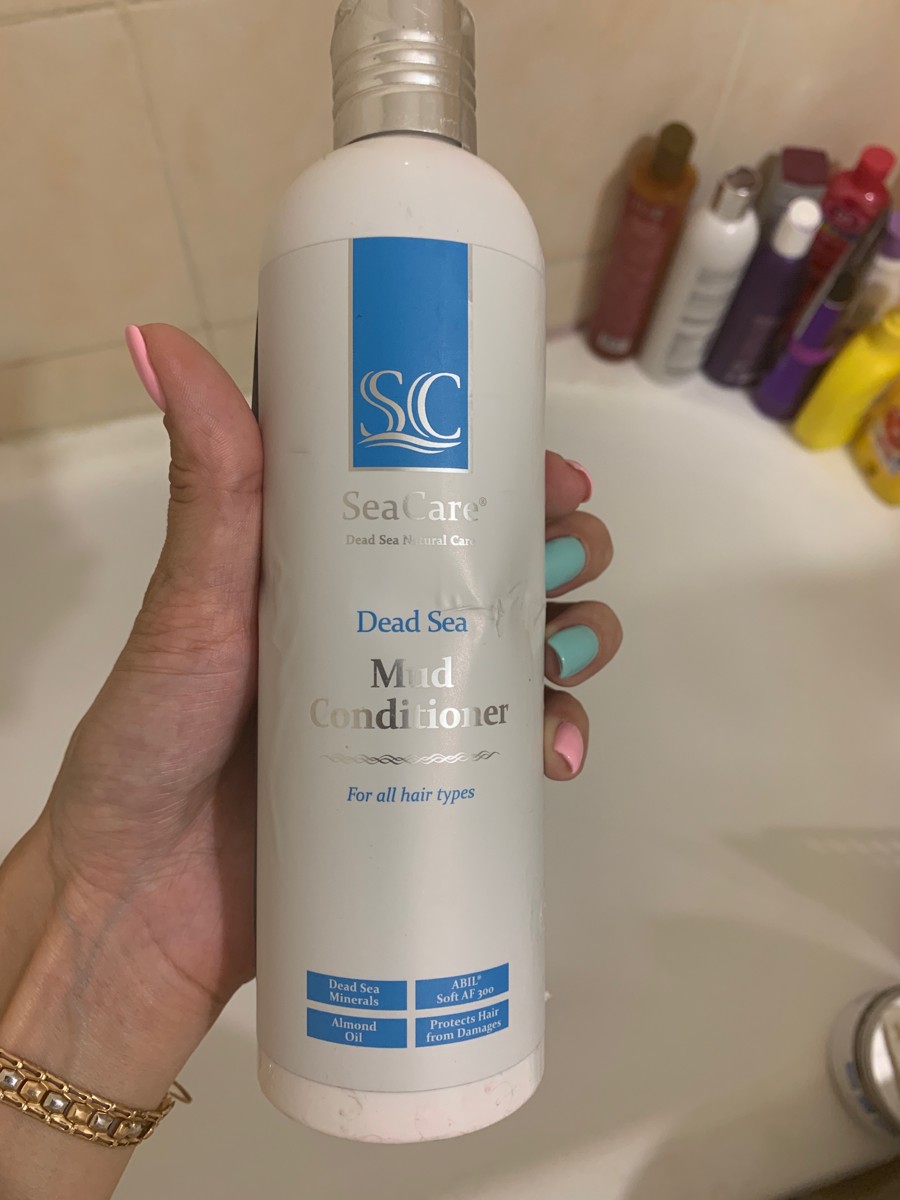 SC
SeaCare®
Dead Sea Natural Care
Dead Sea
Mud
Conditioner
For all hair types
Dead Sea
Minerals
ABIL®
Soft AF 300
Almond
Oil
Protects Hair
from Damages